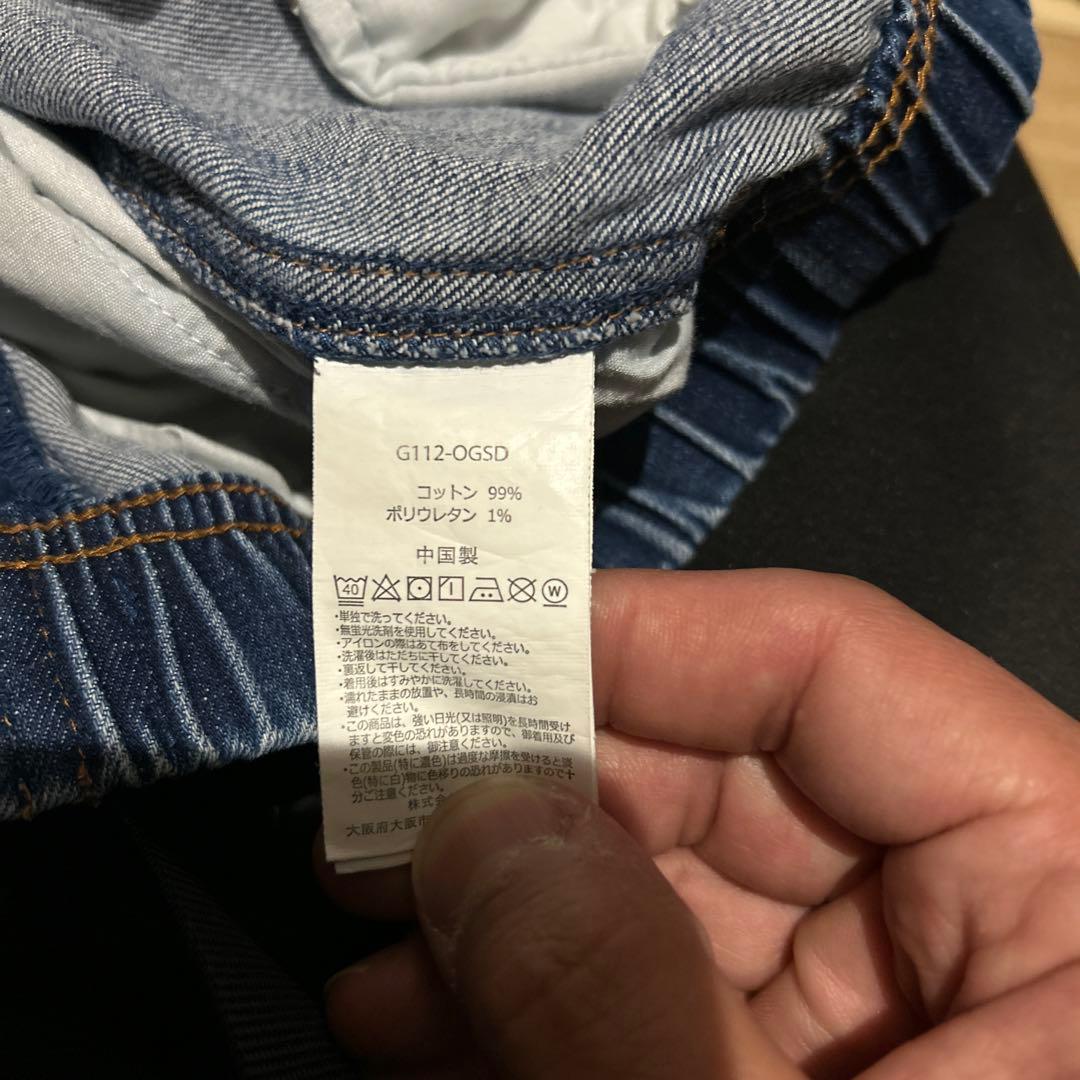 G112-OGSD
コットン 99%
ポリウレタン 1%
中国製
40 W
・単独で洗ってください。
・無蛍光洗剤を使用してください。
・アイロンの際はあて布をしてください。
・洗濯後はただちに干してください。
・裏返して干してください。
・着用後はすみやかに洗濯してください。
・濡れたままの放置や、長時間の浸漬はお
避けください。
・この商品は、強い日光(又は照明)を長時間受け
ますと変色の恐れがありますので、御着用及び
保管の際には、御注意ください。
・この製品(特に濃色)は過度な摩擦を受けると淡
色(特に白)物に色移りの恐れがありますので十
分ご注意ください。
株式会
大阪府大阪市